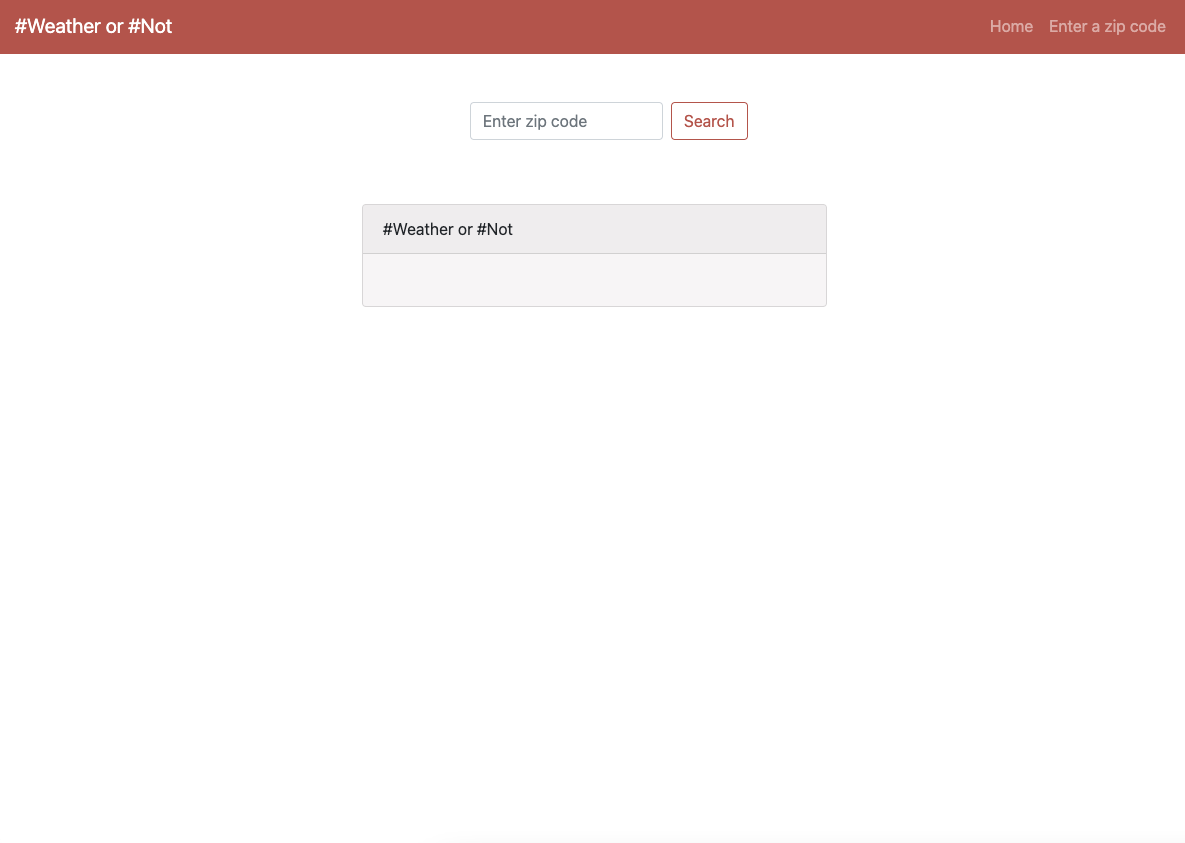 #Weather or #Not
Home
Enter a zip code
Enter zip code
Search
#Weather or #Not